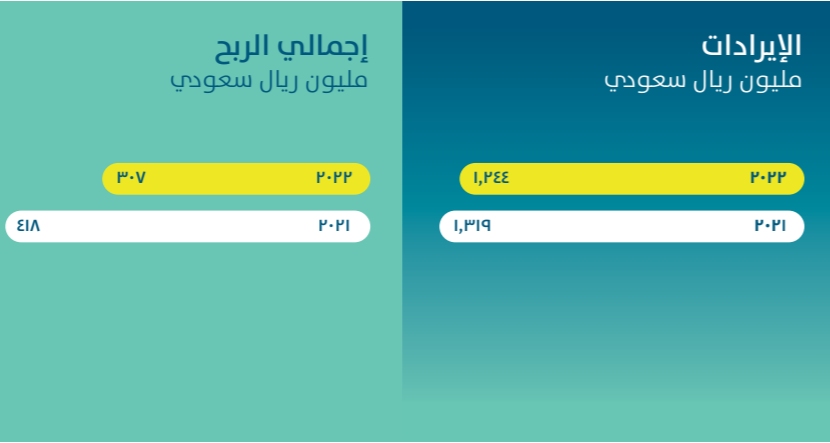 الإيرادات
مليون ريال سعودي
٢٠٢٢ ١,٢٤٤
٢٠٢١ ١,٣١٩
إجمالي الربح
مليون ريال سعودي
٢٠٢٢ ٣٠٧
٢٠٢١ ٤١٨